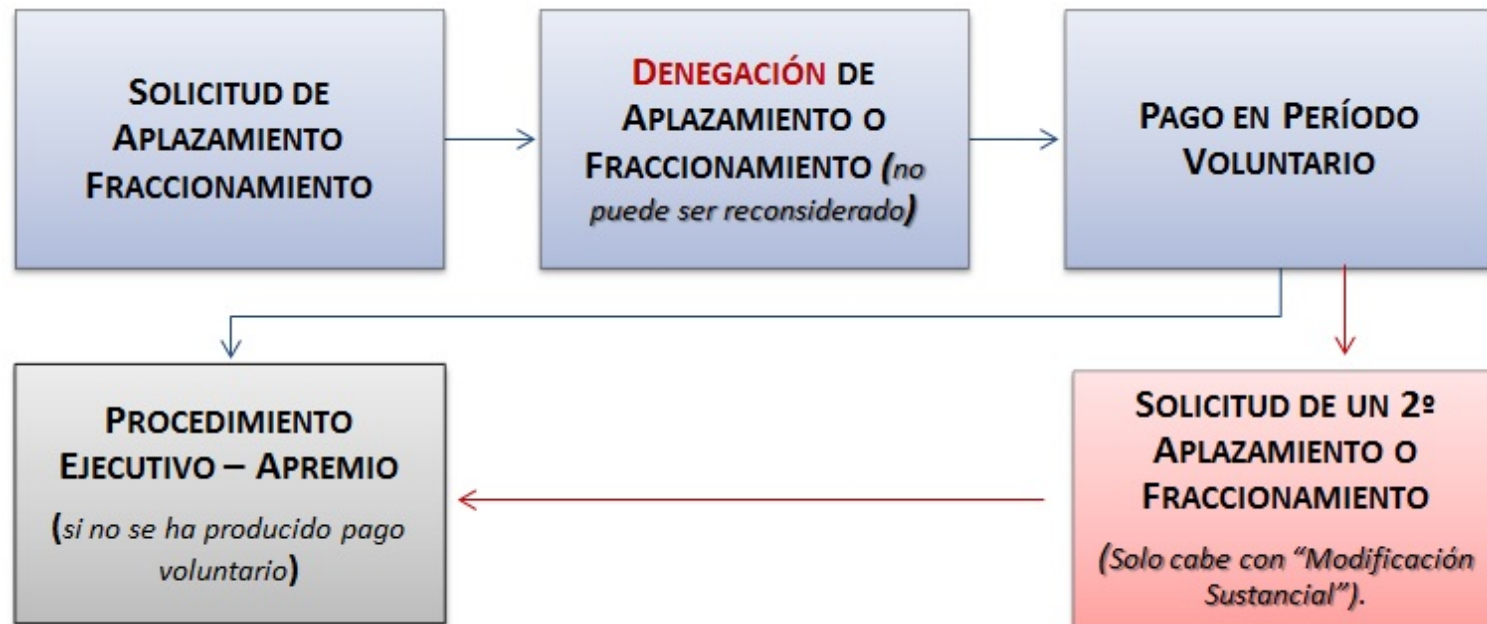 SOLICITUD DE
APLAZAMIENTO
FRACCIONAMIENTO
DENEGACIÓN DE
APLAZAMIENTO O
FRACCIONAMIENTO (no
puede ser reconsiderado)
PAGO EN PERÍODO
VOLUNTARIO
PROCEDIMIENTO
EJECUTIVO – APREMIO
(si no se ha producido pago
voluntario)
SOLICITUD DE UN 2º
APLAZAMIENTO O
FRACCIONAMIENTO
(Solo cabe con “Modificación
Sustancial”).